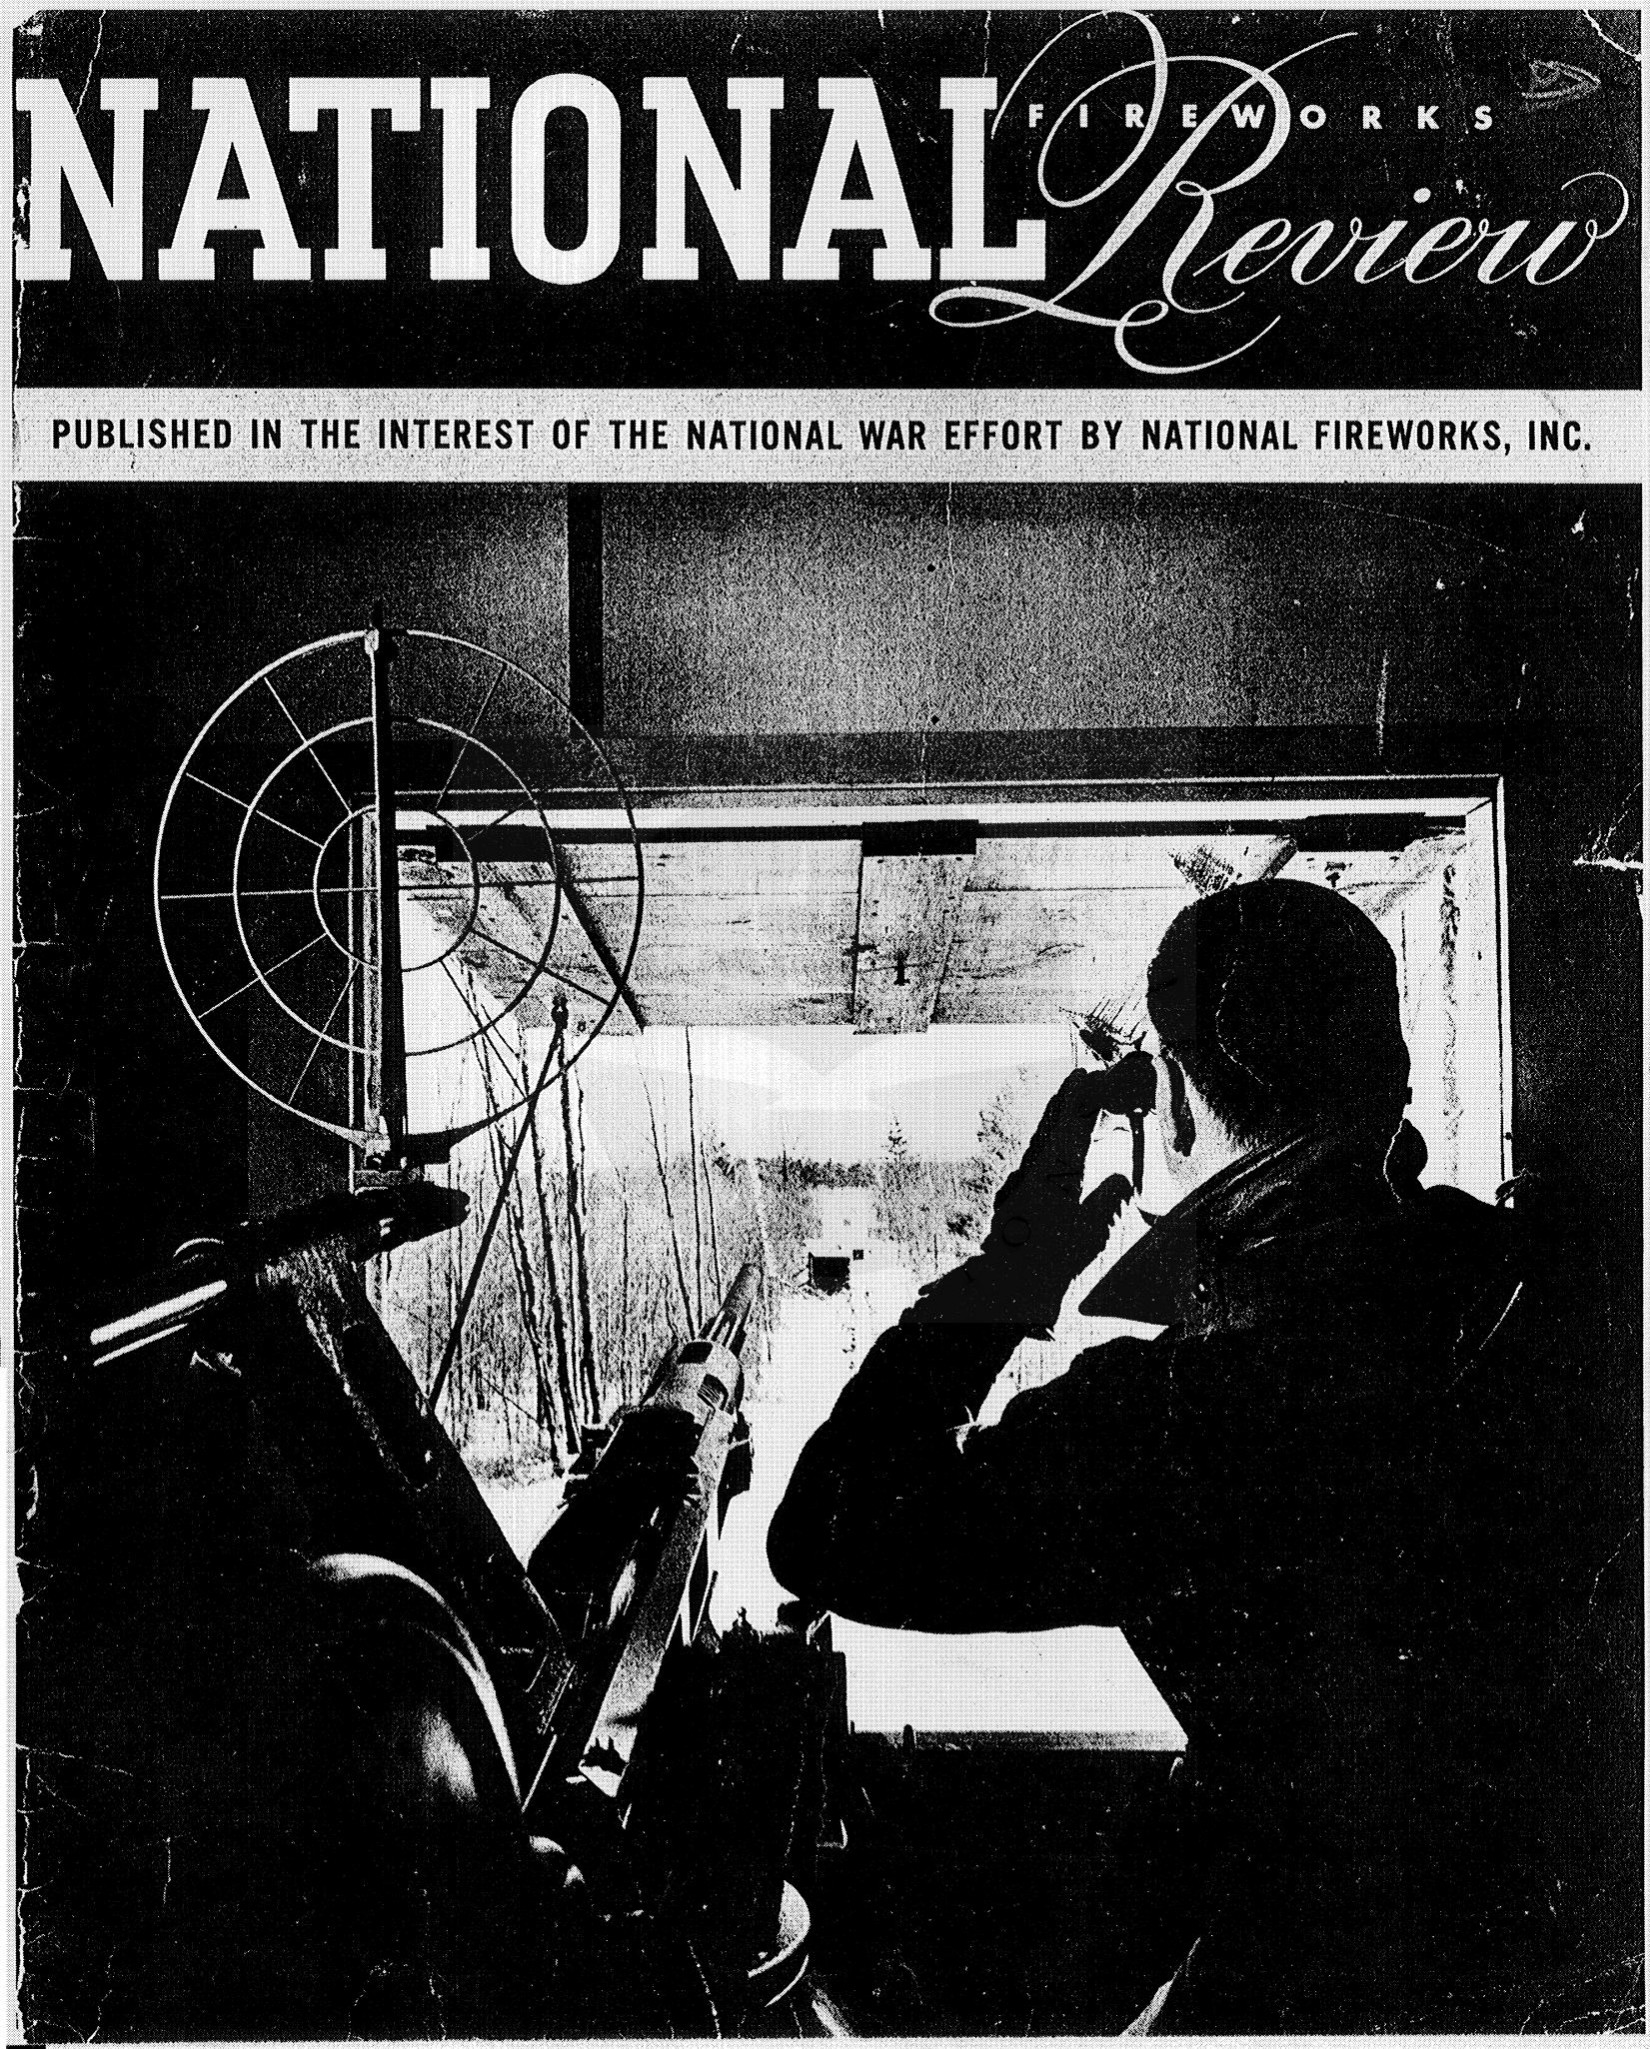 NATIONAL FIREWORKS
Review
PUBLISHED IN THE INTEREST OF THE NATIONAL WAR EFFORT BY NATIONAL FIREWORKS, INC.